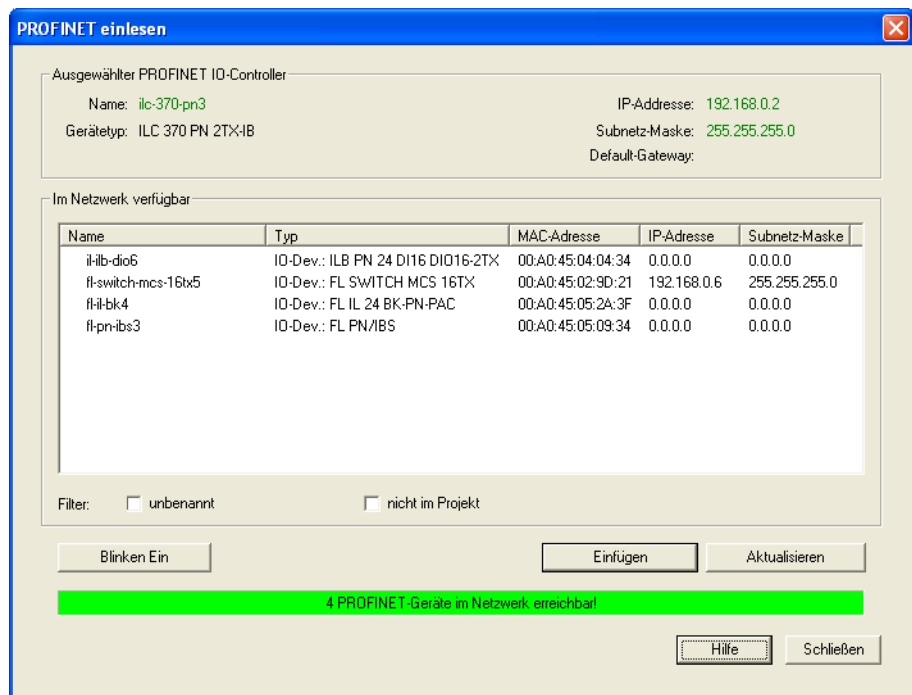 PROFINET einlesen
Ausgewählter PROFINET IO-Controller
Name: ilc-370-pn3 IP-Addresse: 192.168.0.2
Gerätetyp: ILC 370 PN 2TX-IB Subnetz-Maske: 255.255.255.0
Default-Gateway:
Im Netzwerk verfügbar
Name Typ MAC-Adresse IP-Adresse Subnetz-Maske
il-ilb-dio6 IO-Dev.: ILB PN 24 DI16 DIO16-2TX 00:A0:45:04:04:34 0.0.0.0 0.0.0.0
fl-switch-mcs-16tx5 IO-Dev.: FL SWITCH MCS 16TX 00:A0:45:02:9D:21 192.168.0.6 255.255.255.0
fl-il-bk4 IO-Dev.: FL IL 24 BK-PN-PAC 00:A0:45:05:2A:3F 0.0.0.0 0.0.0.0
fl-pn-ibs3 IO-Dev.: FL PN/IBS 00:A0:45:05:09:34 0.0.0.0 0.0.0.0
Filter: unbenannt nicht im Projekt
Blinken Ein Einfügen Aktualisieren
4 PROFINET-Geräte im Netzwerk erreichbar!
Hilfe Schließen